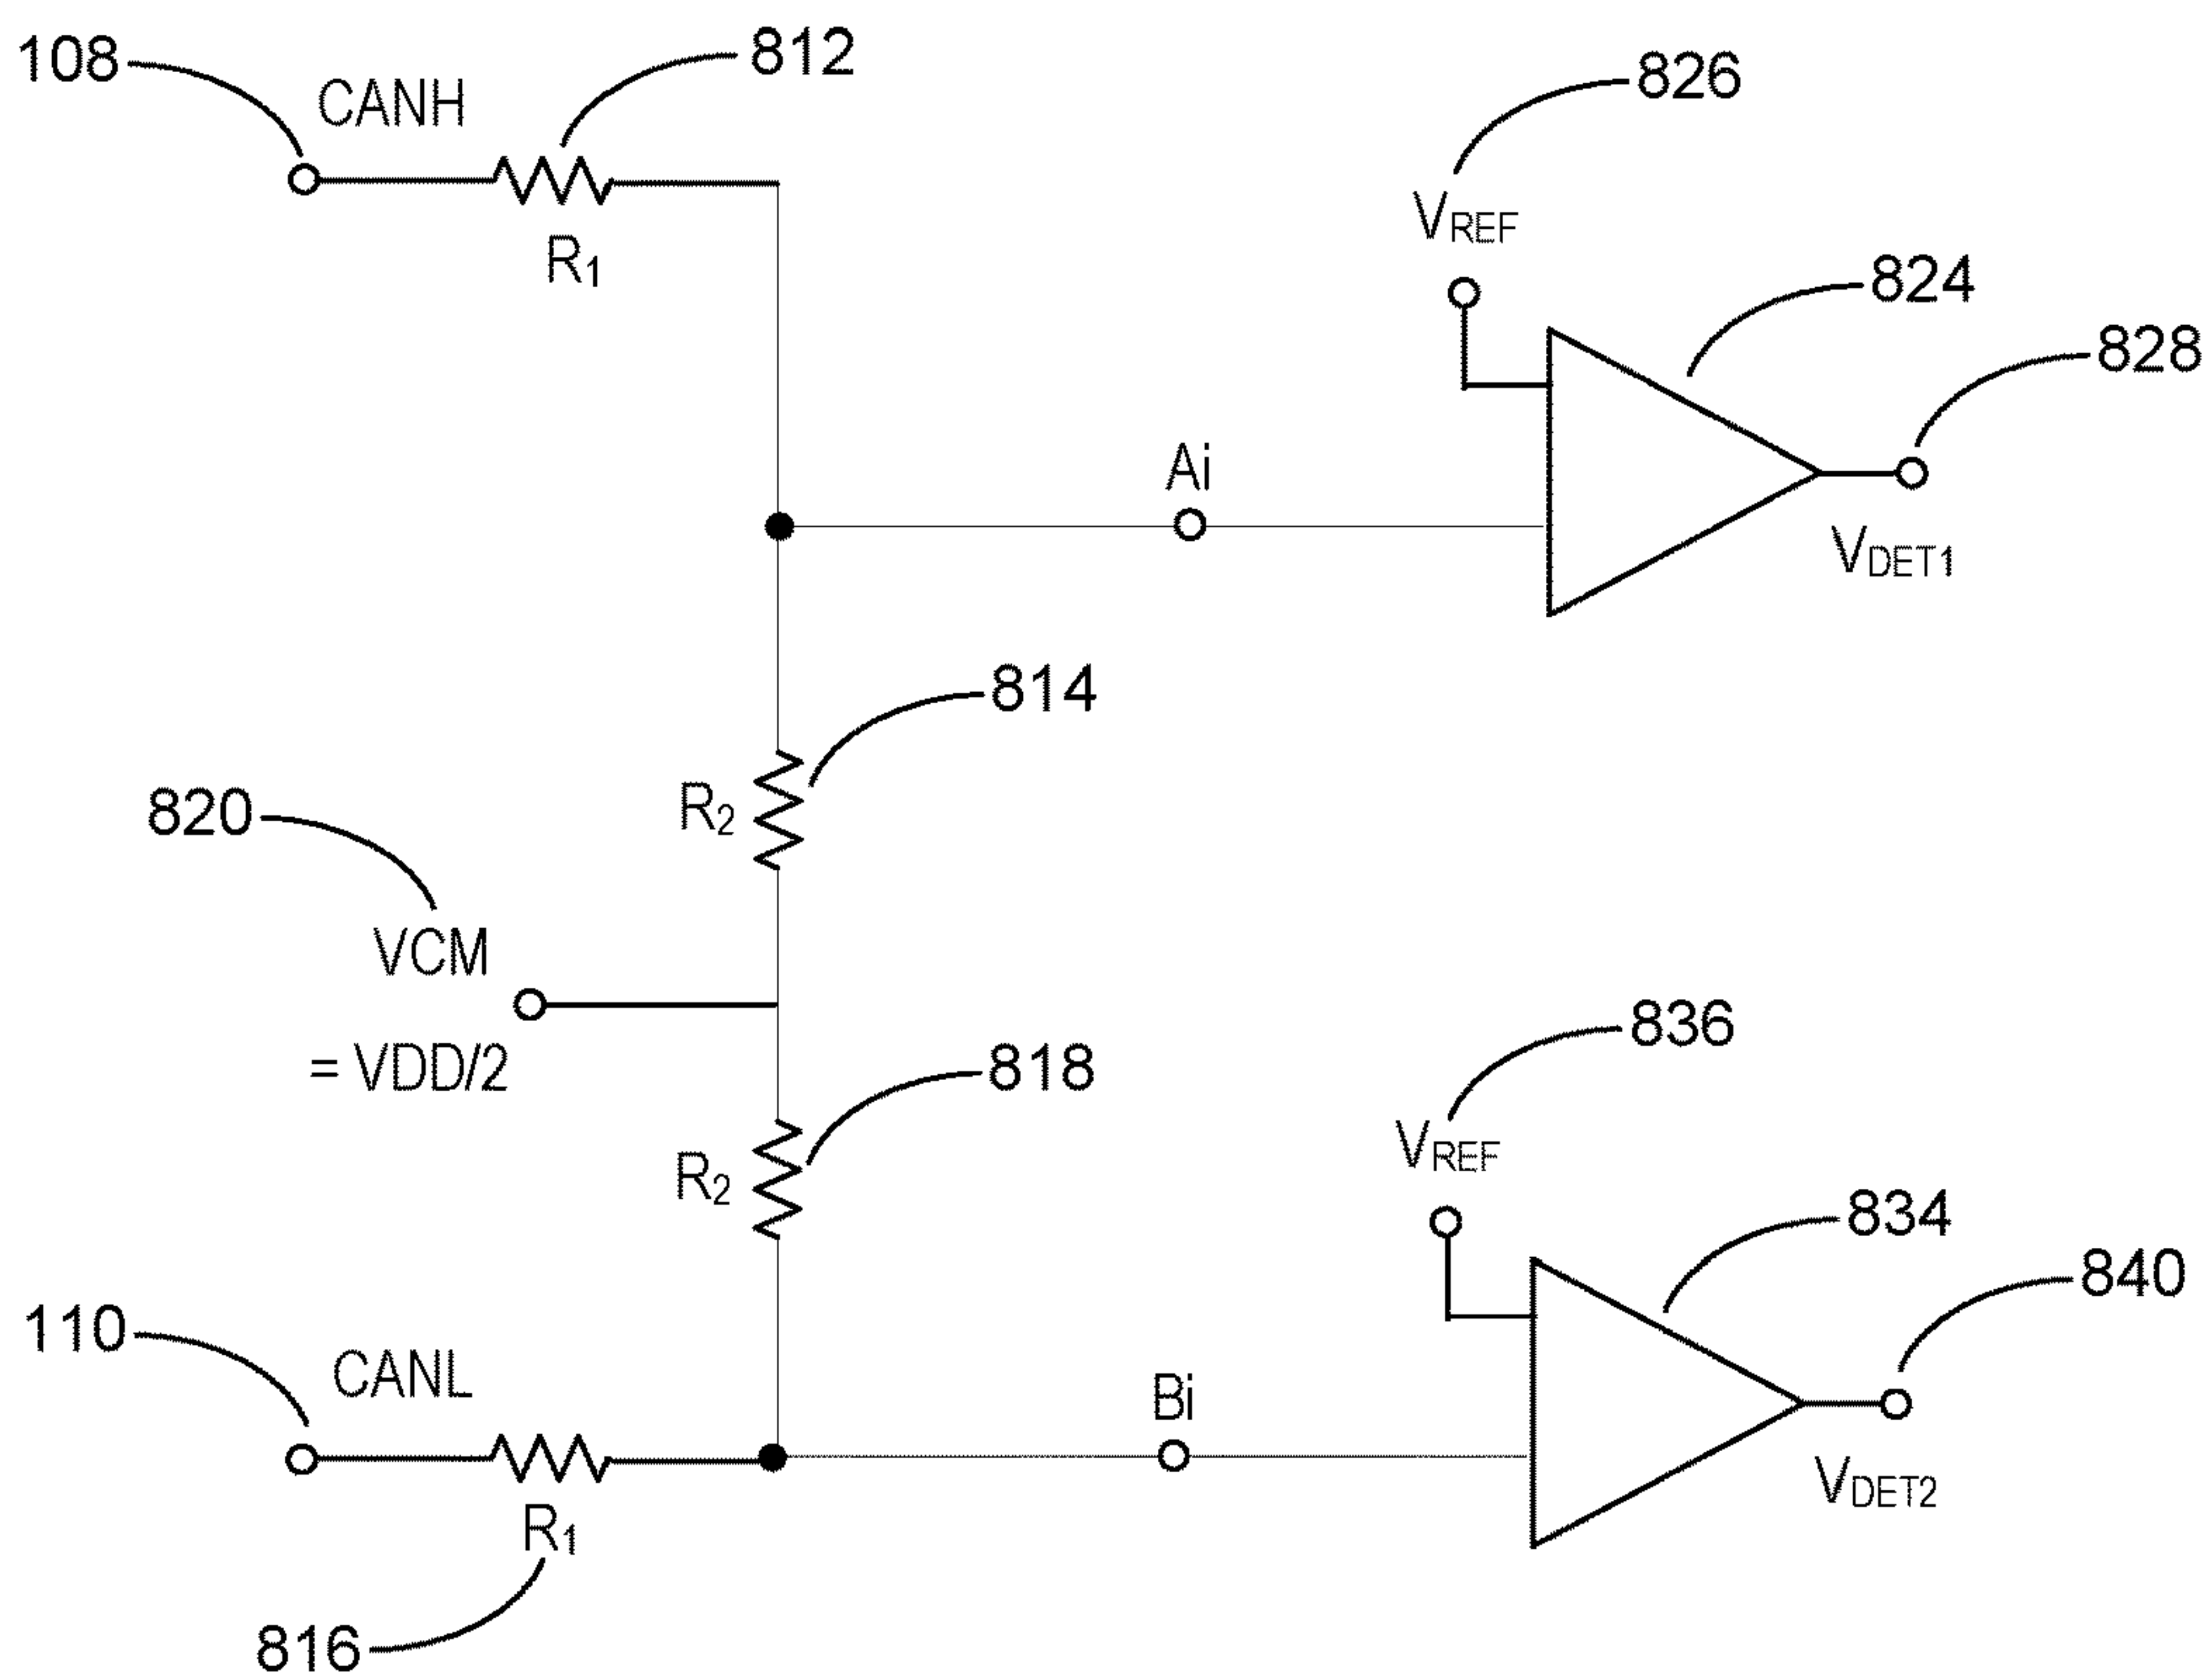 108
CANH
812
R1
826
VREF
824
828
Ai
VDET1
814
R2
820
VCM
= VDD/2
818
R2
836
VREF
834
840
110
CANL
Bi
VDET2
R1
816